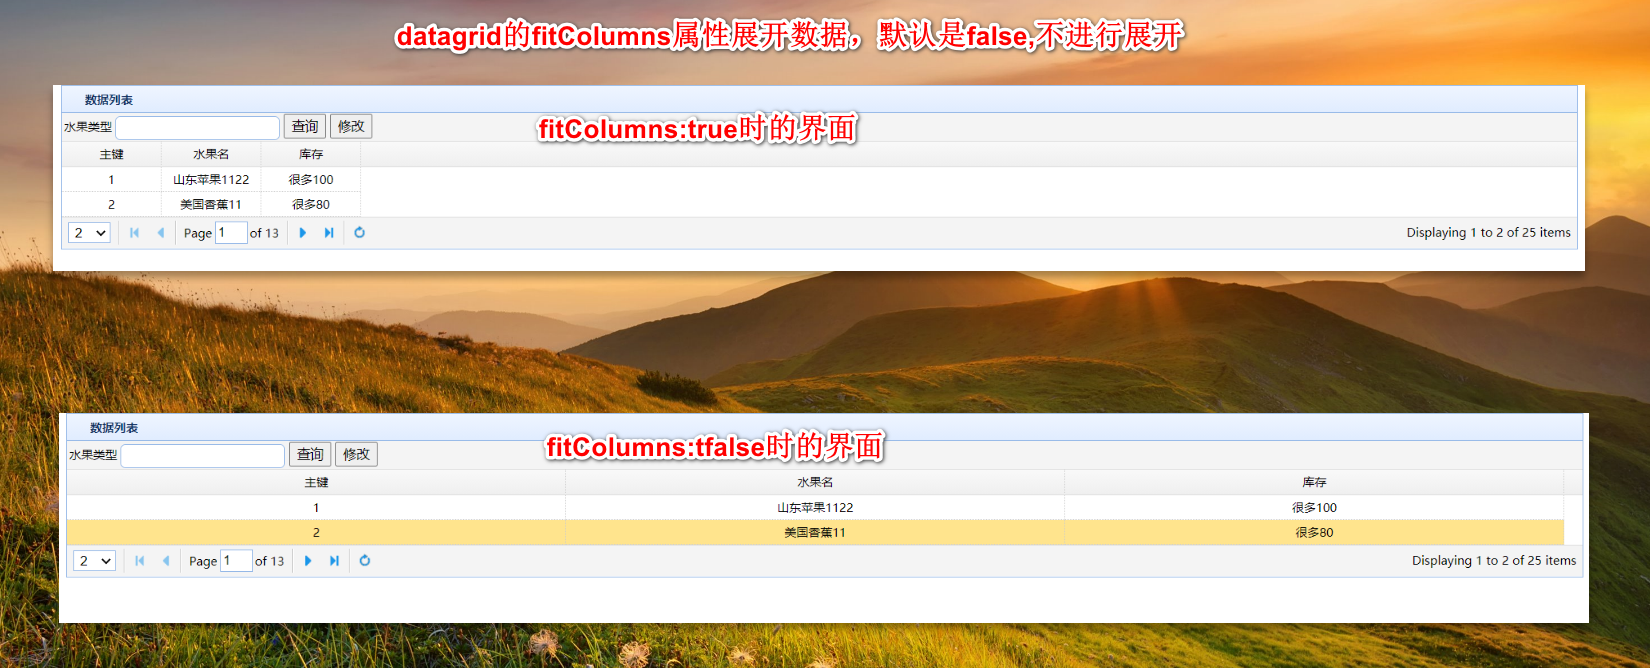 datagrid的fitColumns属性展开数据，默认是false,不进行展开
数据列表
fitColumns:true时的界面
水果类型 查询 修改
主键 水果名 库存
1 山东苹果1122 很多100
2 美国香蕉11 很多80
2 Page 1 of 13 Displaying 1 to 2 of 25 items
数据列表
fitColumns:tfalse时的界面
水果类型 查询 修改
主键 水果名 库存
1 山东苹果1122 很多100
2 美国香蕉11 很多80
2 Page 1 of 13 Displaying 1 to 2 of 25 items